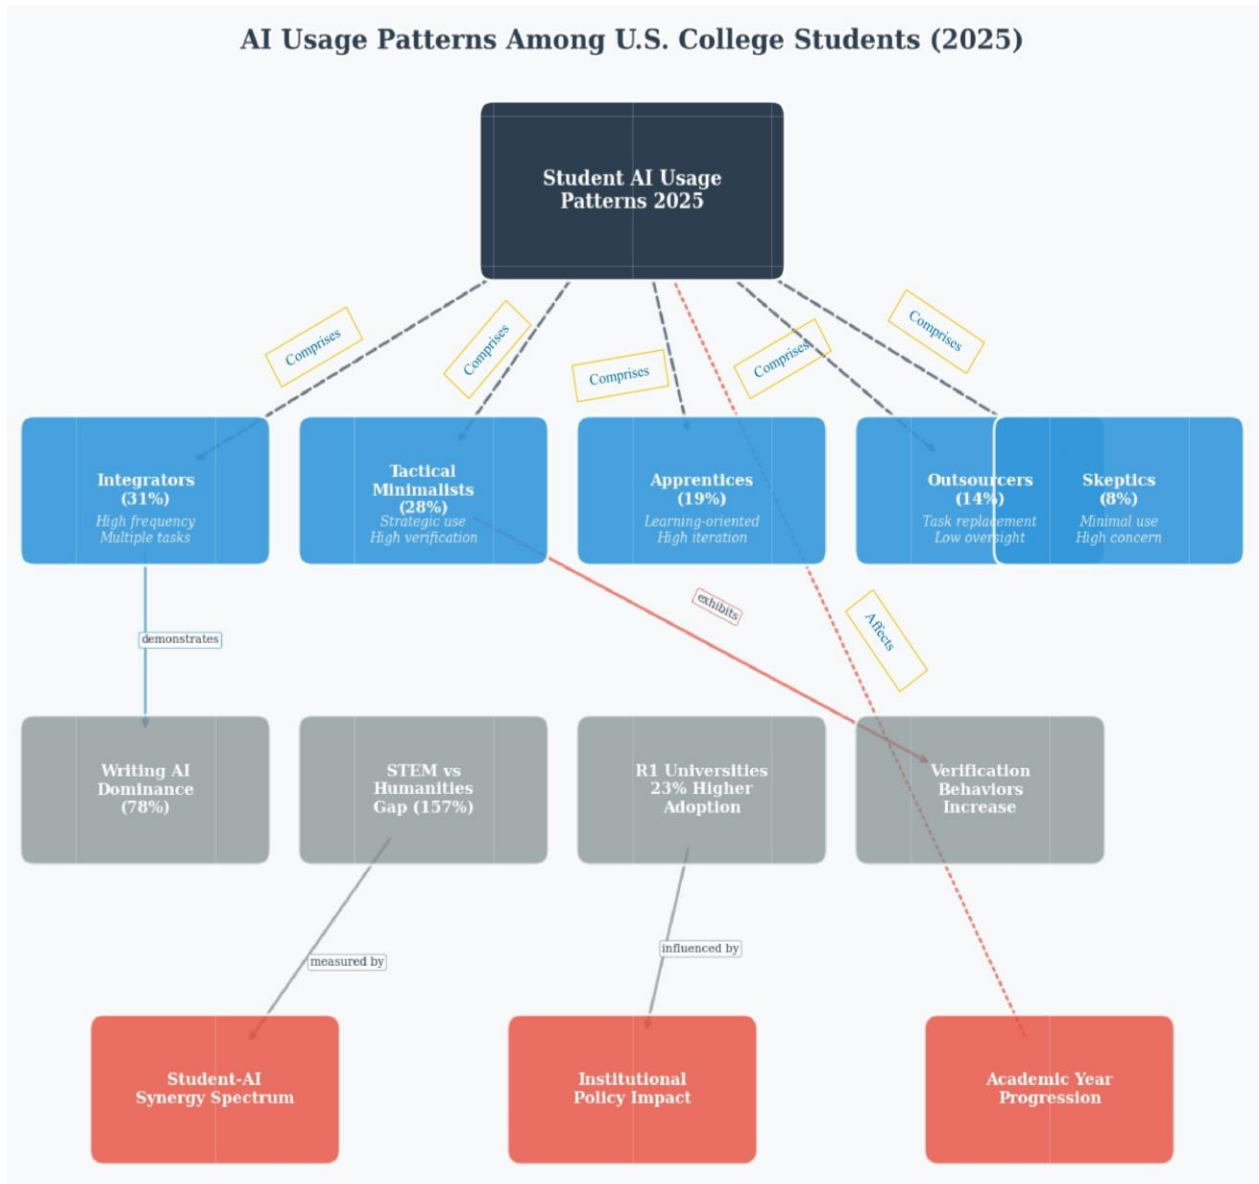 AI Usage Patterns Among U.S. College Students (2025)
Student AI Usage
Patterns 2025
Comprises
Comprises
Comprises
Comprises
Comprises
Integrators
(31%)
High frequency
Multiple tasks
Tactical
Minimalists
(28%)
Strategic use
High verification
Apprentices
(19%)
Learning-oriented
High iteration
Outsourcers
(14%)
Task replacement
Low oversight
Skeptics
(8%)
Minimal use
High concern
demonstrates
exhibits
Affects
Writing AI
Dominance
(78%)
STEM vs
Humanities
Gap (157%)
R1 Universities
23% Higher
Adoption
Verification
Behaviors
Increase
measured by
influenced by
Student-AI
Synergy Spectrum
Institutional
Policy Impact
Academic Year
Progression